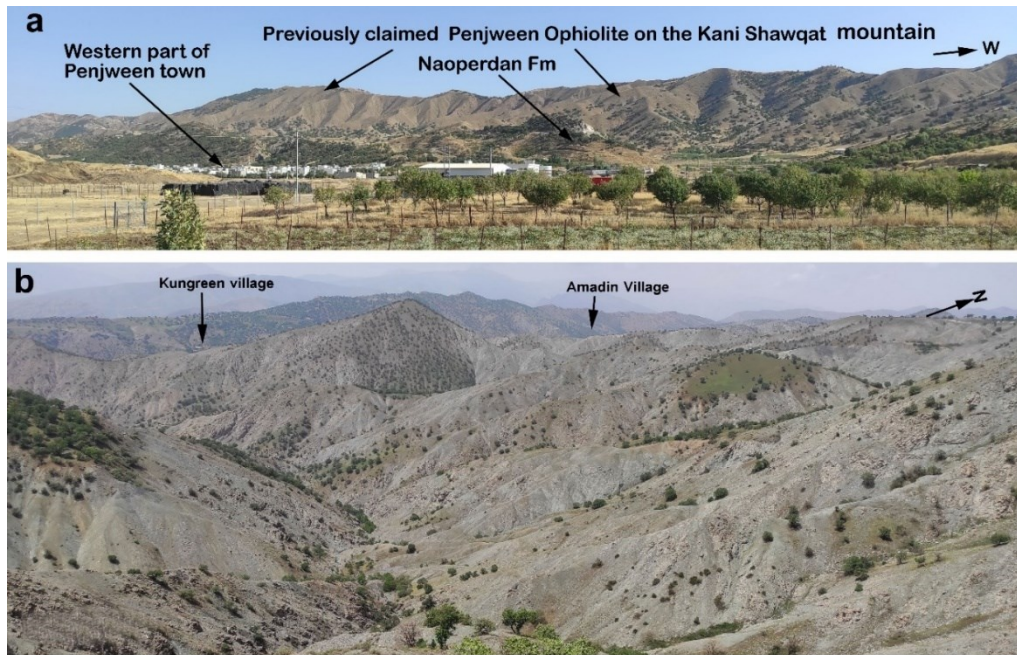 a
Previously claimed Penjween Ophiolite on the Kani Shawqat mountain
Western part of
Penjween town
Naoperdan Fm
W
b
Kungreen village
Amadin Village
N